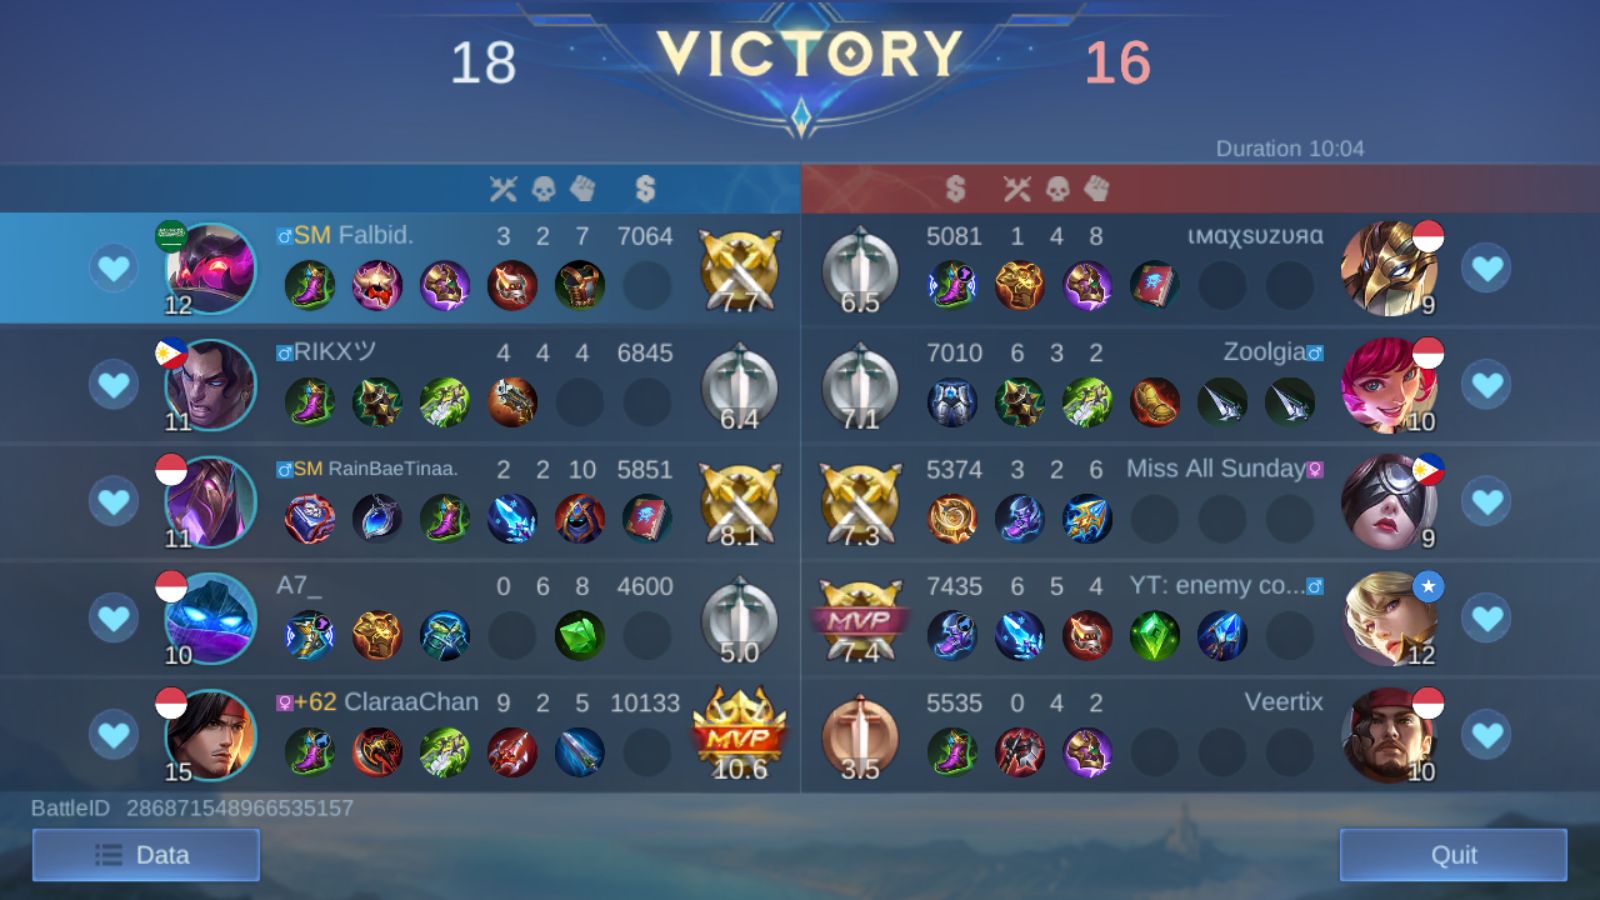 18 VICTORY 16
Duration 10:04
SM Falbid. 3 2 7 7064
12 7.7
5081 1 4 8 ιмαχѕυzυяα
6.5 9
RIKXツ 4 4 4 6845
11 6.4
7010 6 3 2 Zoolgia
7.1 10
SM RainBaeTinaa. 2 2 10 5851
11 8.1
5374 3 2 6 Miss All Sunday
7.3 9
A7_ 0 6 8 4600
10 5.0
7435 6 5 4 YT: enemy co...
MVP
7.4 12
+62 ClaraaChan 9 2 5 10133
MVP
15 10.6
5535 0 4 2 Veertix
3.5 10
BattleID 286871548966535157
Data
Quit